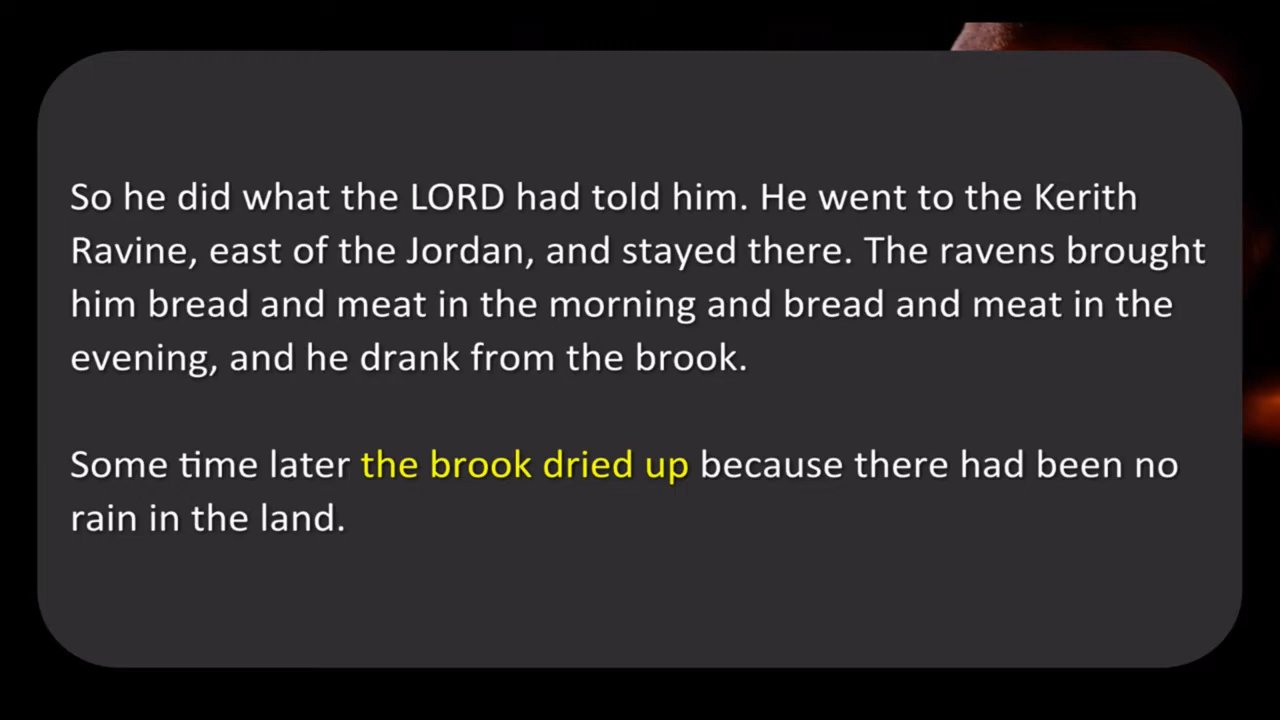 So he did what the LORD had told him. He went to the Kerith
Ravine, east of the Jordan, and stayed there. The ravens brought
him bread and meat in the morning and bread and meat in the
evening, and he drank from the brook.
Some time later the brook dried up because there had been no
rain in the land.